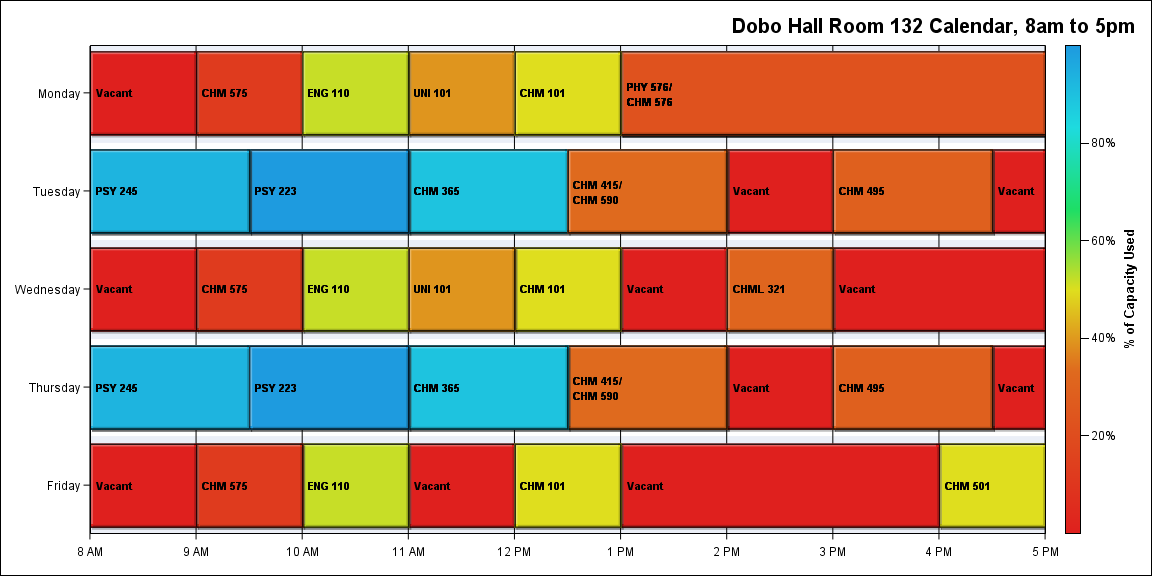 Dobo Hall Room 132 Calendar, 8am to 5pm
Monday
Vacant
CHM 575
ENG 110
UNI 101
CHM 101
PHY 576/
CHM 576
Tuesday
PSY 245
PSY 223
CHM 365
CHM 415/
CHM 590
Vacant
CHM 495
Vacant
Wednesday
Vacant
CHM 575
ENG 110
UNI 101
CHM 101
Vacant
CHML 321
Vacant
Thursday
PSY 245
PSY 223
CHM 365
CHM 415/
CHM 590
Vacant
CHM 495
Vacant
Friday
Vacant
CHM 575
ENG 110
Vacant
CHM 101
Vacant
CHM 501
8 AM
9 AM
10 AM
11 AM
12 PM
1 PM
2 PM
3 PM
4 PM
5 PM
80%
60%
40%
20%
% of Capacity Used